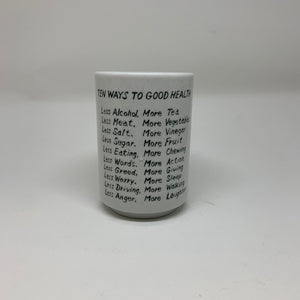 TEN WAYS TO GOOD HEALTH
Less Alcohol, More Tea
Less Meat, More Vegetables
Less Salt, More Vinegar
Less Sugar, More Fruit
Less Eating, More Chewing
Less Words, More Action
Less Greed, More Giving
Less Worry, More Sleep
Less Driving, More Walking
Less Anger, More Laughter